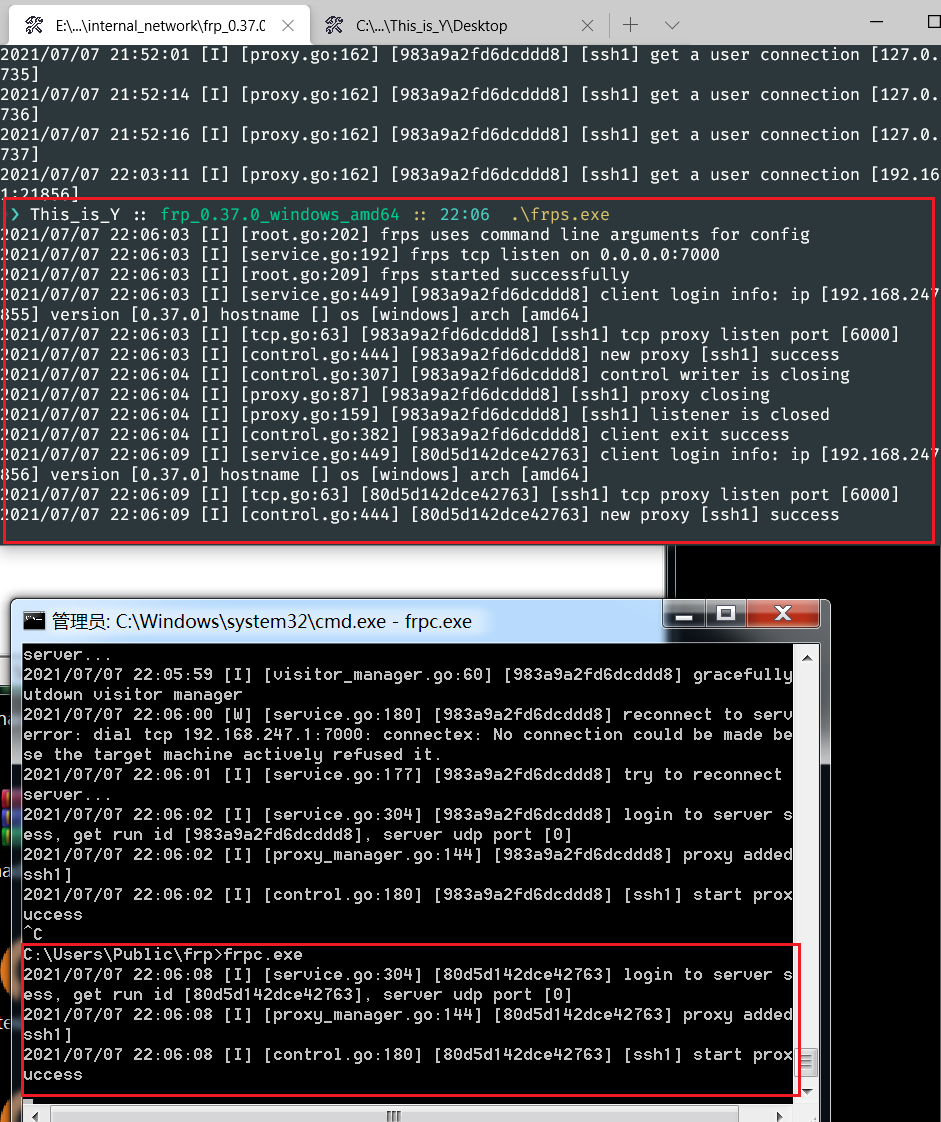 E:\...\internal_network\frp_0.37.0
C:\...\This_is_Y\Desktop
2021/07/07 21:52:01 [I] [proxy.go:162] [983a9a2fd6dcddd8] [ssh1] get a user connection [127.0.
735]
2021/07/07 21:52:14 [I] [proxy.go:162] [983a9a2fd6dcddd8] [ssh1] get a user connection [127.0.
736]
2021/07/07 21:52:16 [I] [proxy.go:162] [983a9a2fd6dcddd8] [ssh1] get a user connection [127.0.
737]
2021/07/07 22:03:11 [I] [proxy.go:162] [983a9a2fd6dcddd8] [ssh1] get a user connection [192.16
1:21856]
❯ This_is_Y :: frp_0.37.0_windows_amd64 :: 22:06 .\frps.exe
2021/07/07 22:06:03 [I] [root.go:202] frps uses command line arguments for config
2021/07/07 22:06:03 [I] [service.go:192] frps tcp listen on 0.0.0.0:7000
2021/07/07 22:06:03 [I] [root.go:209] frps started successfully
2021/07/07 22:06:03 [I] [service.go:449] [983a9a2fd6dcddd8] client login info: ip [192.168.247
855] version [0.37.0] hostname [] os [windows] arch [amd64]
2021/07/07 22:06:03 [I] [tcp.go:63] [983a9a2fd6dcddd8] [ssh1] tcp proxy listen port [6000]
2021/07/07 22:06:03 [I] [control.go:444] [983a9a2fd6dcddd8] new proxy [ssh1] success
2021/07/07 22:06:04 [I] [control.go:307] [983a9a2fd6dcddd8] control writer is closing
2021/07/07 22:06:04 [I] [proxy.go:87] [983a9a2fd6dcddd8] [ssh1] proxy closing
2021/07/07 22:06:04 [I] [proxy.go:159] [983a9a2fd6dcddd8] [ssh1] listener is closed
2021/07/07 22:06:04 [I] [control.go:382] [983a9a2fd6dcddd8] client exit success
2021/07/07 22:06:09 [I] [service.go:449] [80d5d142dce42763] client login info: ip [192.168.247
856] version [0.37.0] hostname [] os [windows] arch [amd64]
2021/07/07 22:06:09 [I] [tcp.go:63] [80d5d142dce42763] [ssh1] tcp proxy listen port [6000]
2021/07/07 22:06:09 [I] [control.go:444] [80d5d142dce42763] new proxy [ssh1] success
管理员: C:\Windows\system32\cmd.exe - frpc.exe
server...
2021/07/07 22:05:59 [I] [visitor_manager.go:60] [983a9a2fd6dcddd8] gracefully
utdown visitor manager
2021/07/07 22:06:00 [W] [service.go:180] [983a9a2fd6dcddd8] reconnect to serv
error: dial tcp 192.168.247.1:7000: connectex: No connection could be made be
se the target machine actively refused it.
2021/07/07 22:06:01 [I] [service.go:177] [983a9a2fd6dcddd8] try to reconnect
server...
2021/07/07 22:06:02 [I] [service.go:304] [983a9a2fd6dcddd8] login to server s
ess, get run id [983a9a2fd6dcddd8], server udp port [0]
2021/07/07 22:06:02 [I] [proxy_manager.go:144] [983a9a2fd6dcddd8] proxy added
ssh1]
2021/07/07 22:06:02 [I] [control.go:180] [983a9a2fd6dcddd8] [ssh1] start prox
uccess
^C
C:\Users\Public\frp>frpc.exe
2021/07/07 22:06:08 [I] [service.go:304] [80d5d142dce42763] login to server s
ess, get run id [80d5d142dce42763], server udp port [0]
2021/07/07 22:06:08 [I] [proxy_manager.go:144] [80d5d142dce42763] proxy added
ssh1]
2021/07/07 22:06:08 [I] [control.go:180] [80d5d142dce42763] [ssh1] start prox
uccess